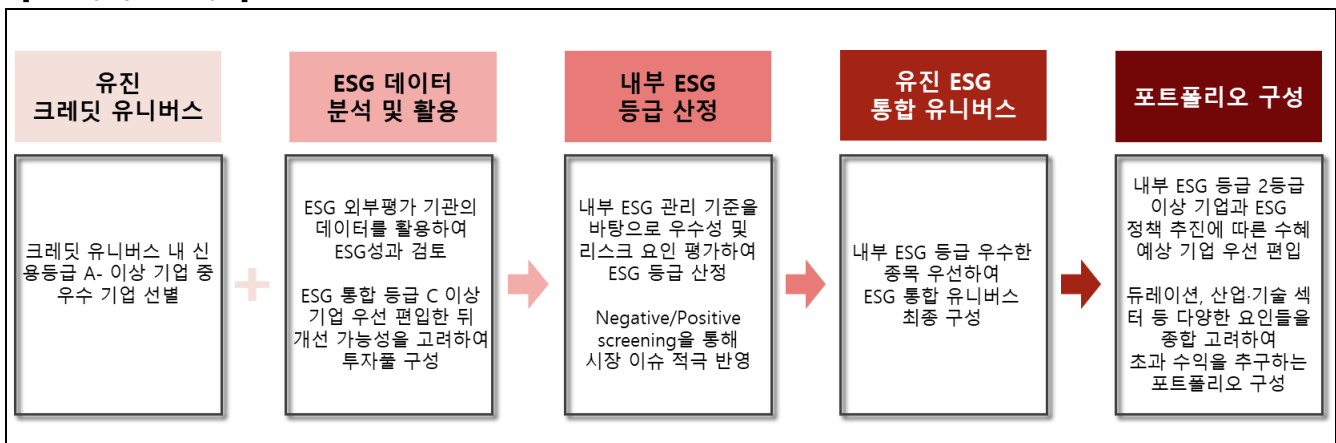 유진
크레딧 유니버스
ESG 데이터
분석 및 활용
내부 ESG
등급 산정
유진 ESG
통합 유니버스
포트폴리오 구성
크레딧 유니버스 내 신
용등급 A- 이상 기업 중
우수 기업 선별
ESG 외부평가 기관의
데이터를 활용하여
ESG성과 검토
ESG 통합 등급 C 이상
기업 우선 편입한 뒤
개선 가능성을 고려하여
투자풀 구성
내부 ESG 관리 기준을
바탕으로 우수성 및
리스크 요인 평가하여
ESG 등급 산정
Negative/Positive
screening을 통해
시장 이슈 적극 반영
내부 ESG 등급 우수한
종목 우선하여
ESG 통합 유니버스
최종 구성
내부 ESG 등급 2등급
이상 기업과 ESG
정책 추진에 따른 수혜
예상 기업 우선 편입
듀레이션, 산업·기술 섹
터 등 다양한 요인들을
종합 고려하여
초과 수익을 추구하는
포트폴리오 구성